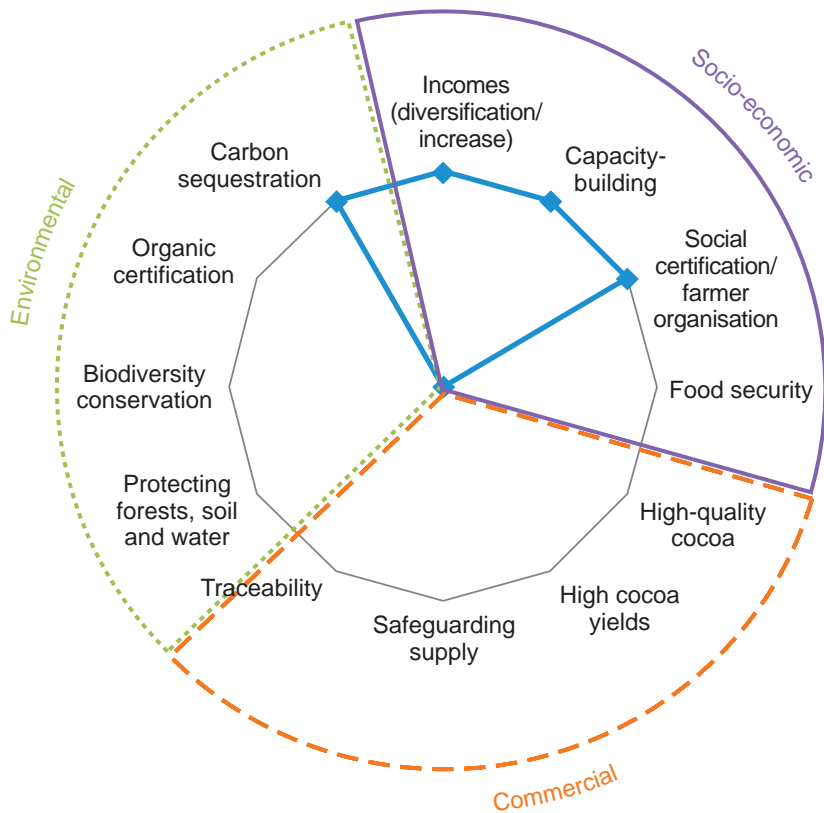 Socio-economic
Incomes
(diversification/
increase)
Carbon
sequestration
Capacity-
building
Environmental
Organic
certification
Social
certification/
farmer
organisation
Biodiversity
conservation
Food security
Protecting
forests, soil
and water
High-quality
cocoa
Traceability
High cocoa
yields
Safeguarding
supply
Commercial